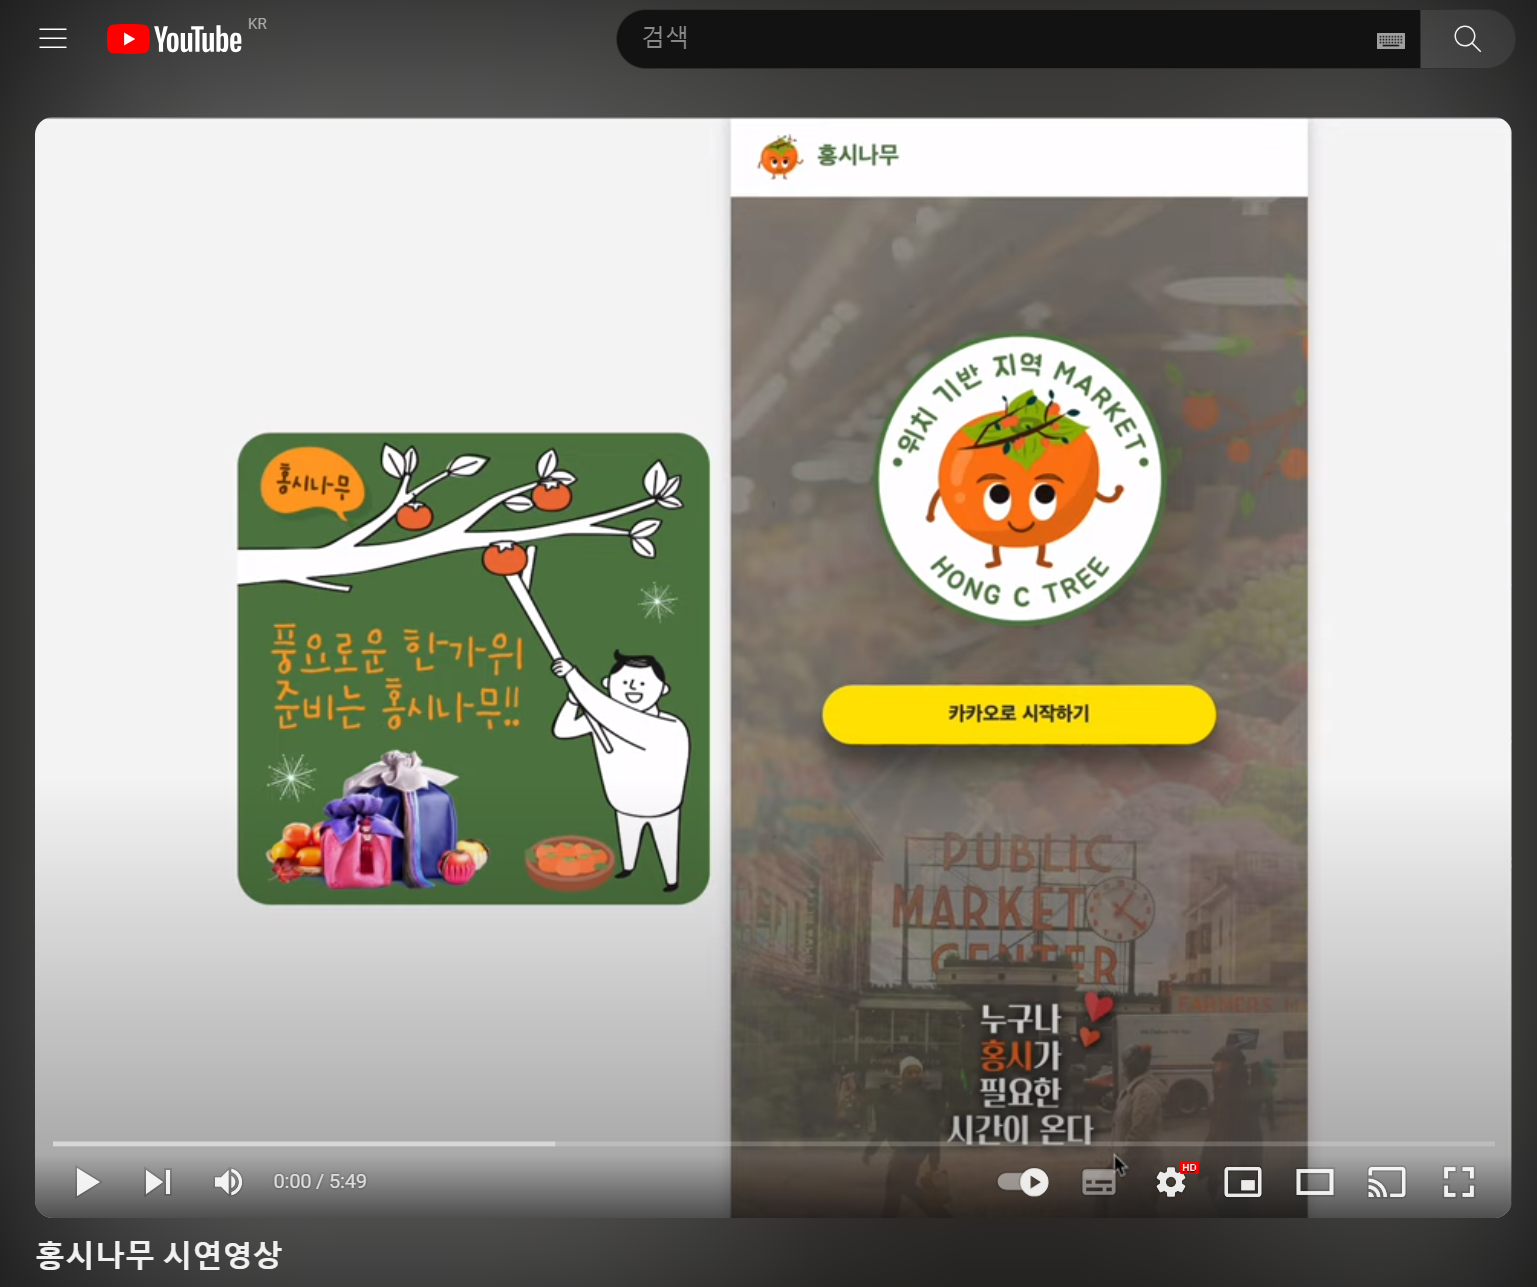 YouTube KR
검색
홍시나무
홍시나무
풍요로운 한가위
준비는 홍시나무!!
위치 기반 지역 MARKET
HONG C TREE
카카오로 시작하기
PUBLIC
MARKET
CENTER
FARMERS M
누구나
홍시가
필요한
시간이 온다
0:00 / 5:49
HD
홍시나무 시연영상